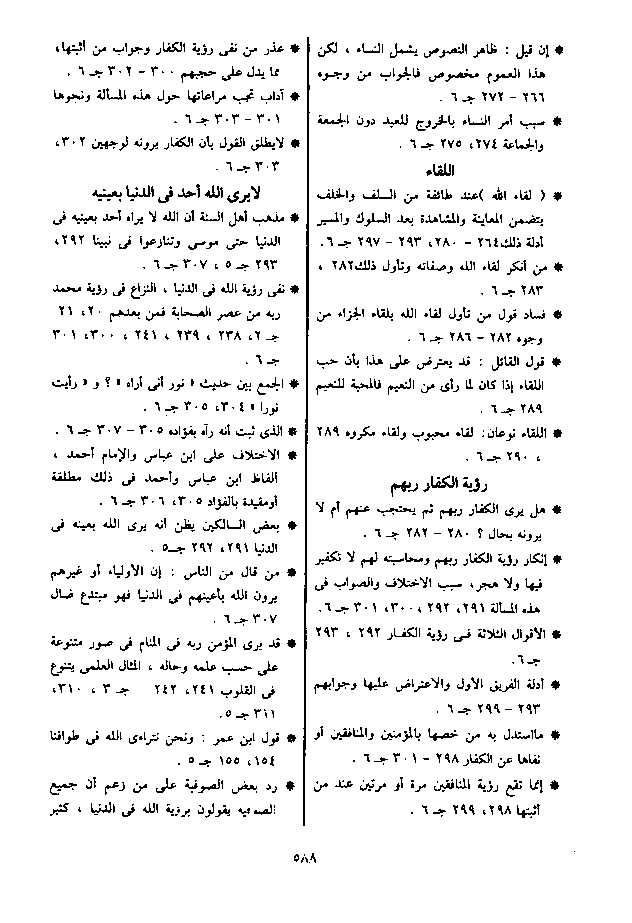 * إن قيل : ظاهر النصوص يشمل النساء ، لكن
هذا العموم مخصوص فالجواب من وجوه
٢٦٦ - ٢٧٢ جـ ٦ .
* سبب أمر النساء بالخروج للعيد دون الجمعة
والجماعة ٢٧٤، ٢٧٥ جـ ٦ .
اللقاء
* ( لقاء الله )عند طائفة من السلف والخلف
يتضمن المعاينة والمشاهدة بعد السلوك والمسير
أدلة ذلك٢٦٤ - ٢٨٠، ٢٩٣ - ٢٩٧ جـ ٦.
* من أنكر لقاء الله وصفاته وتأول ذلك٢٨٢ ،
٢٨٣ جـ ٦ .
* فساد قول من تأول لقاء الله بلقاء الجزاء من
وجوه ٢٨٢ - ٢٨٦ جـ ٦ .
* قول القائل : قد يعترض على هذا بأن حب
اللقاء إذا كان لما رأى من النعيم فالمحبة للنعيم
٢٨٩ جـ ٦ .
* اللقاء نوعان: لقاء محبوب ولقاء مكروه ٢٨٩
، ٢٩٠ جـ ٦ .
رؤية الكفار ربهم
* هل يرى الكفار ربهم ثم يحتجب عنهم أم لا
يرونه بحال ؟ ٢٨٠ - ٢٨٢ جـ ٦ .
* إنكار رؤية الكفار ربهم ومحاسبته لهم لا تكفير
فيها ولا هجر، سبب الاختلاف والصواب فى
هذه المسألة ٢٩١، ٢٩٢ ، ٣٠٠، ٣٠١ جـ ٦.
* الأقوال الثلاثة فى رؤية الكفار ٢٩٢ ، ٢٩٣
جـ ٦.
* أدلة الفريق الأول والاعتراض عليها وجوابهم
٢٩٣ - ٢٩٩ جـ ٦ .
* مااستدل به من خصها بالمؤمنين والمنافقين أو
نفاها عن الكفار ٢٩٨ - ٣٠١ جـ ٦ .
* إنما تقع رؤية المنافقين مرة أو مرتين عند من
أثبتها ٢٩٨، ٢٩٩ جـ ٦ .
* عذر من نفى رؤية الكفار وجواب من أثبتها،
مما يدل على حجيهم ٣٠٠ - ٣٠٢ جـ ٦ .
* آداب تجب مراعاتها حول هذه المسألة ونحوها
٣٠١ - ٣٠٣ جـ ٦ .
* لايطلق القول بأن الكفار يرونه لوجهين ٣٠٢،
٣٠٣ جـ ٦ .
لايرى الله أحد فى الدنيا بعينيه
* مذهب أهل السنة أن الله لا يراه أحد بعينيه فى
الدنيا حتى موسى وتنازعوا فى نبينا ٢٩٢،
٢٩٣ جـ ٥ ، ٣٠٧ جـ ٦ .
* نفى رؤية الله فى الدنيا ، النزاع فى رؤية محمد
ربه من عصر الصحابة فمن بعدهم ٢٠، ٢١
جـ ٢، ٢٣٨ ، ٢٣٩ ، ٢٤١ ، ٣٠٠، ٣٠١
جـ ٦ .
* الجمع بين حديث « نور أنى أراه » ؟ و « رأيت
نورا » ٣٠٤، ٣٠٥ جـ ٦ .
* الذى ثبت أنه رآه بفؤاده ٣٠٥ - ٣٠٧ جـ ٦ .
* الاختلاف على ابن عباس والإمام أحمد ،
ألفاظ ابن عباس وأحمد فى ذلك مطلقة
أومقيدة بالفؤاد ٣٠٥، ٣٠٦ جـ ٦ .
* بعض السالكين يظن أنه يرى الله بعينه فى
الدنيا ٢٩١، ٢٩٢ جـ ٥.
* من قال من الناس : إن الأولياء أو غيرهم
يرون الله بأعينهم فى الدنيا فهو مبتدع ضال
٣٠٧ جـ ٦ .
* قد يرى المؤمن ربه فى المنام فى صور متنوعة
على حسب علمه وحاله ، المثال العلمى يتنوع
فى القلوب ٢٤١، ٢٤٢ جـ ٣ ، ٣١٠،
٣١١ جـ ٥.
* قول ابن عمر : ونحن نتراءى الله فى طوافنا
١٥٤، ١٥٥ جـ ٥ .
* رد بعض الصوفية على من زعم أن جميع
الصوفيه يقولون برؤية الله فى الدنيا ، كثير
٥٨٨